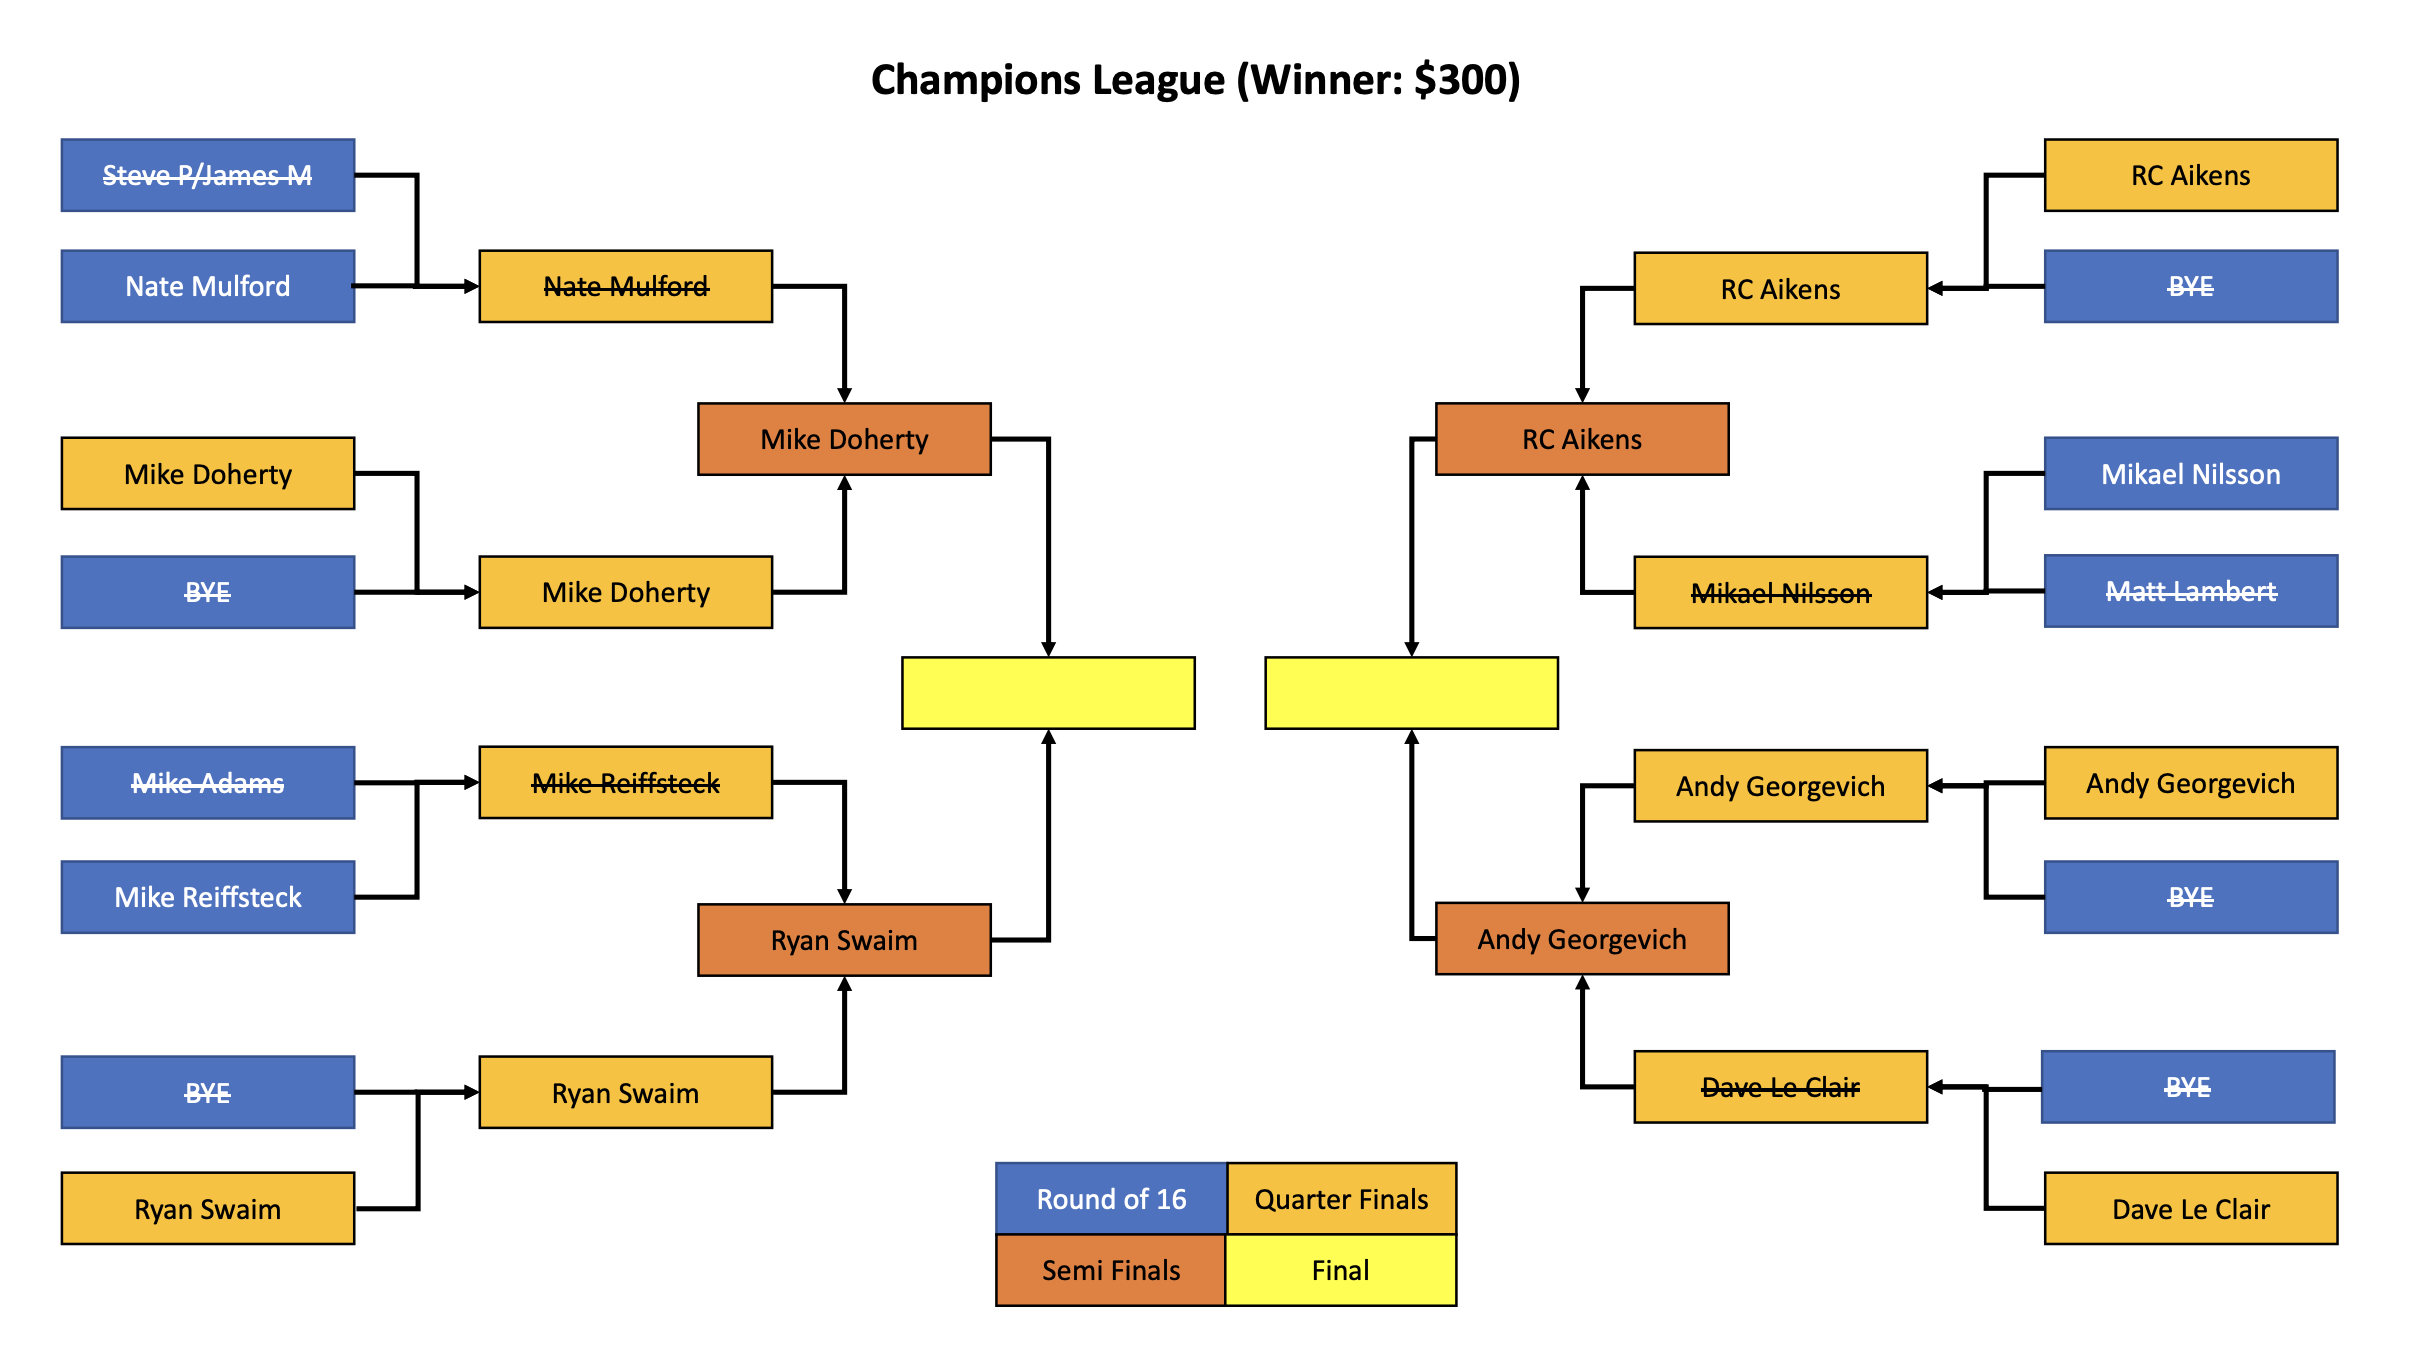 Champions League (Winner: $300)
Steve P/James M
RC Aikens
Nate Mulford
Nate Mulford
RC Aikens
BYE
Mike Doherty
RC Aikens
Mike Doherty
Mikael Nilsson
BYE
Mike Doherty
Mikael Nilsson
Matt Lambert
Mike Adams
Mike Reiffsteck
Andy Georgevich
Andy Georgevich
Mike Reiffsteck
BYE
Ryan Swaim
Andy Georgevich
BYE
Ryan Swaim
Dave Le Clair
BYE
Ryan Swaim
Dave Le Clair
Round of 16
Quarter Finals
Semi Finals
Final